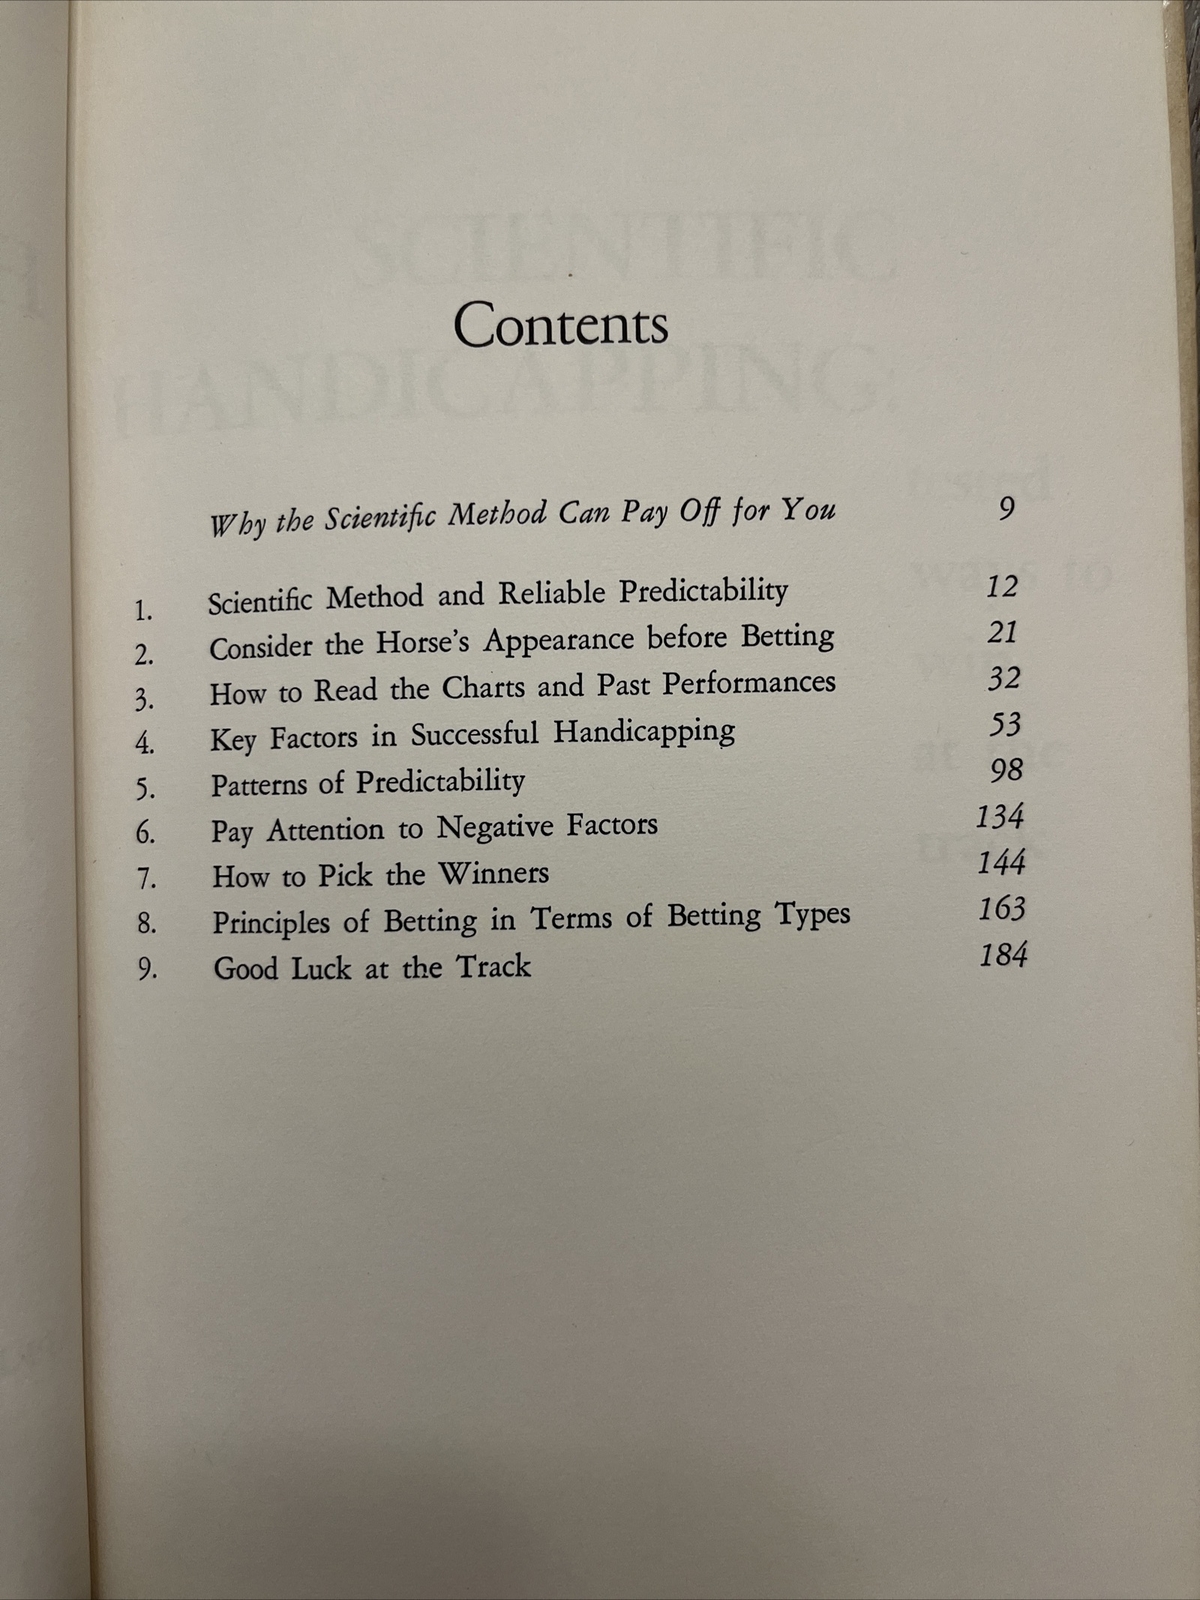 SCIENTIFIC
Contents
HANDICAPPING:
Why the Scientific Method Can Pay Off for You 9
1. Scientific Method and Reliable Predictability 12
2. Consider the Horse's Appearance before Betting 21
3. How to Read the Charts and Past Performances 32
4. Key Factors in Successful Handicapping 53
5. Patterns of Predictability 98
6. Pay Attention to Negative Factors 134
7. How to Pick the Winners 144
8. Principles of Betting in Terms of Betting Types 163
9. Good Luck at the Track 184